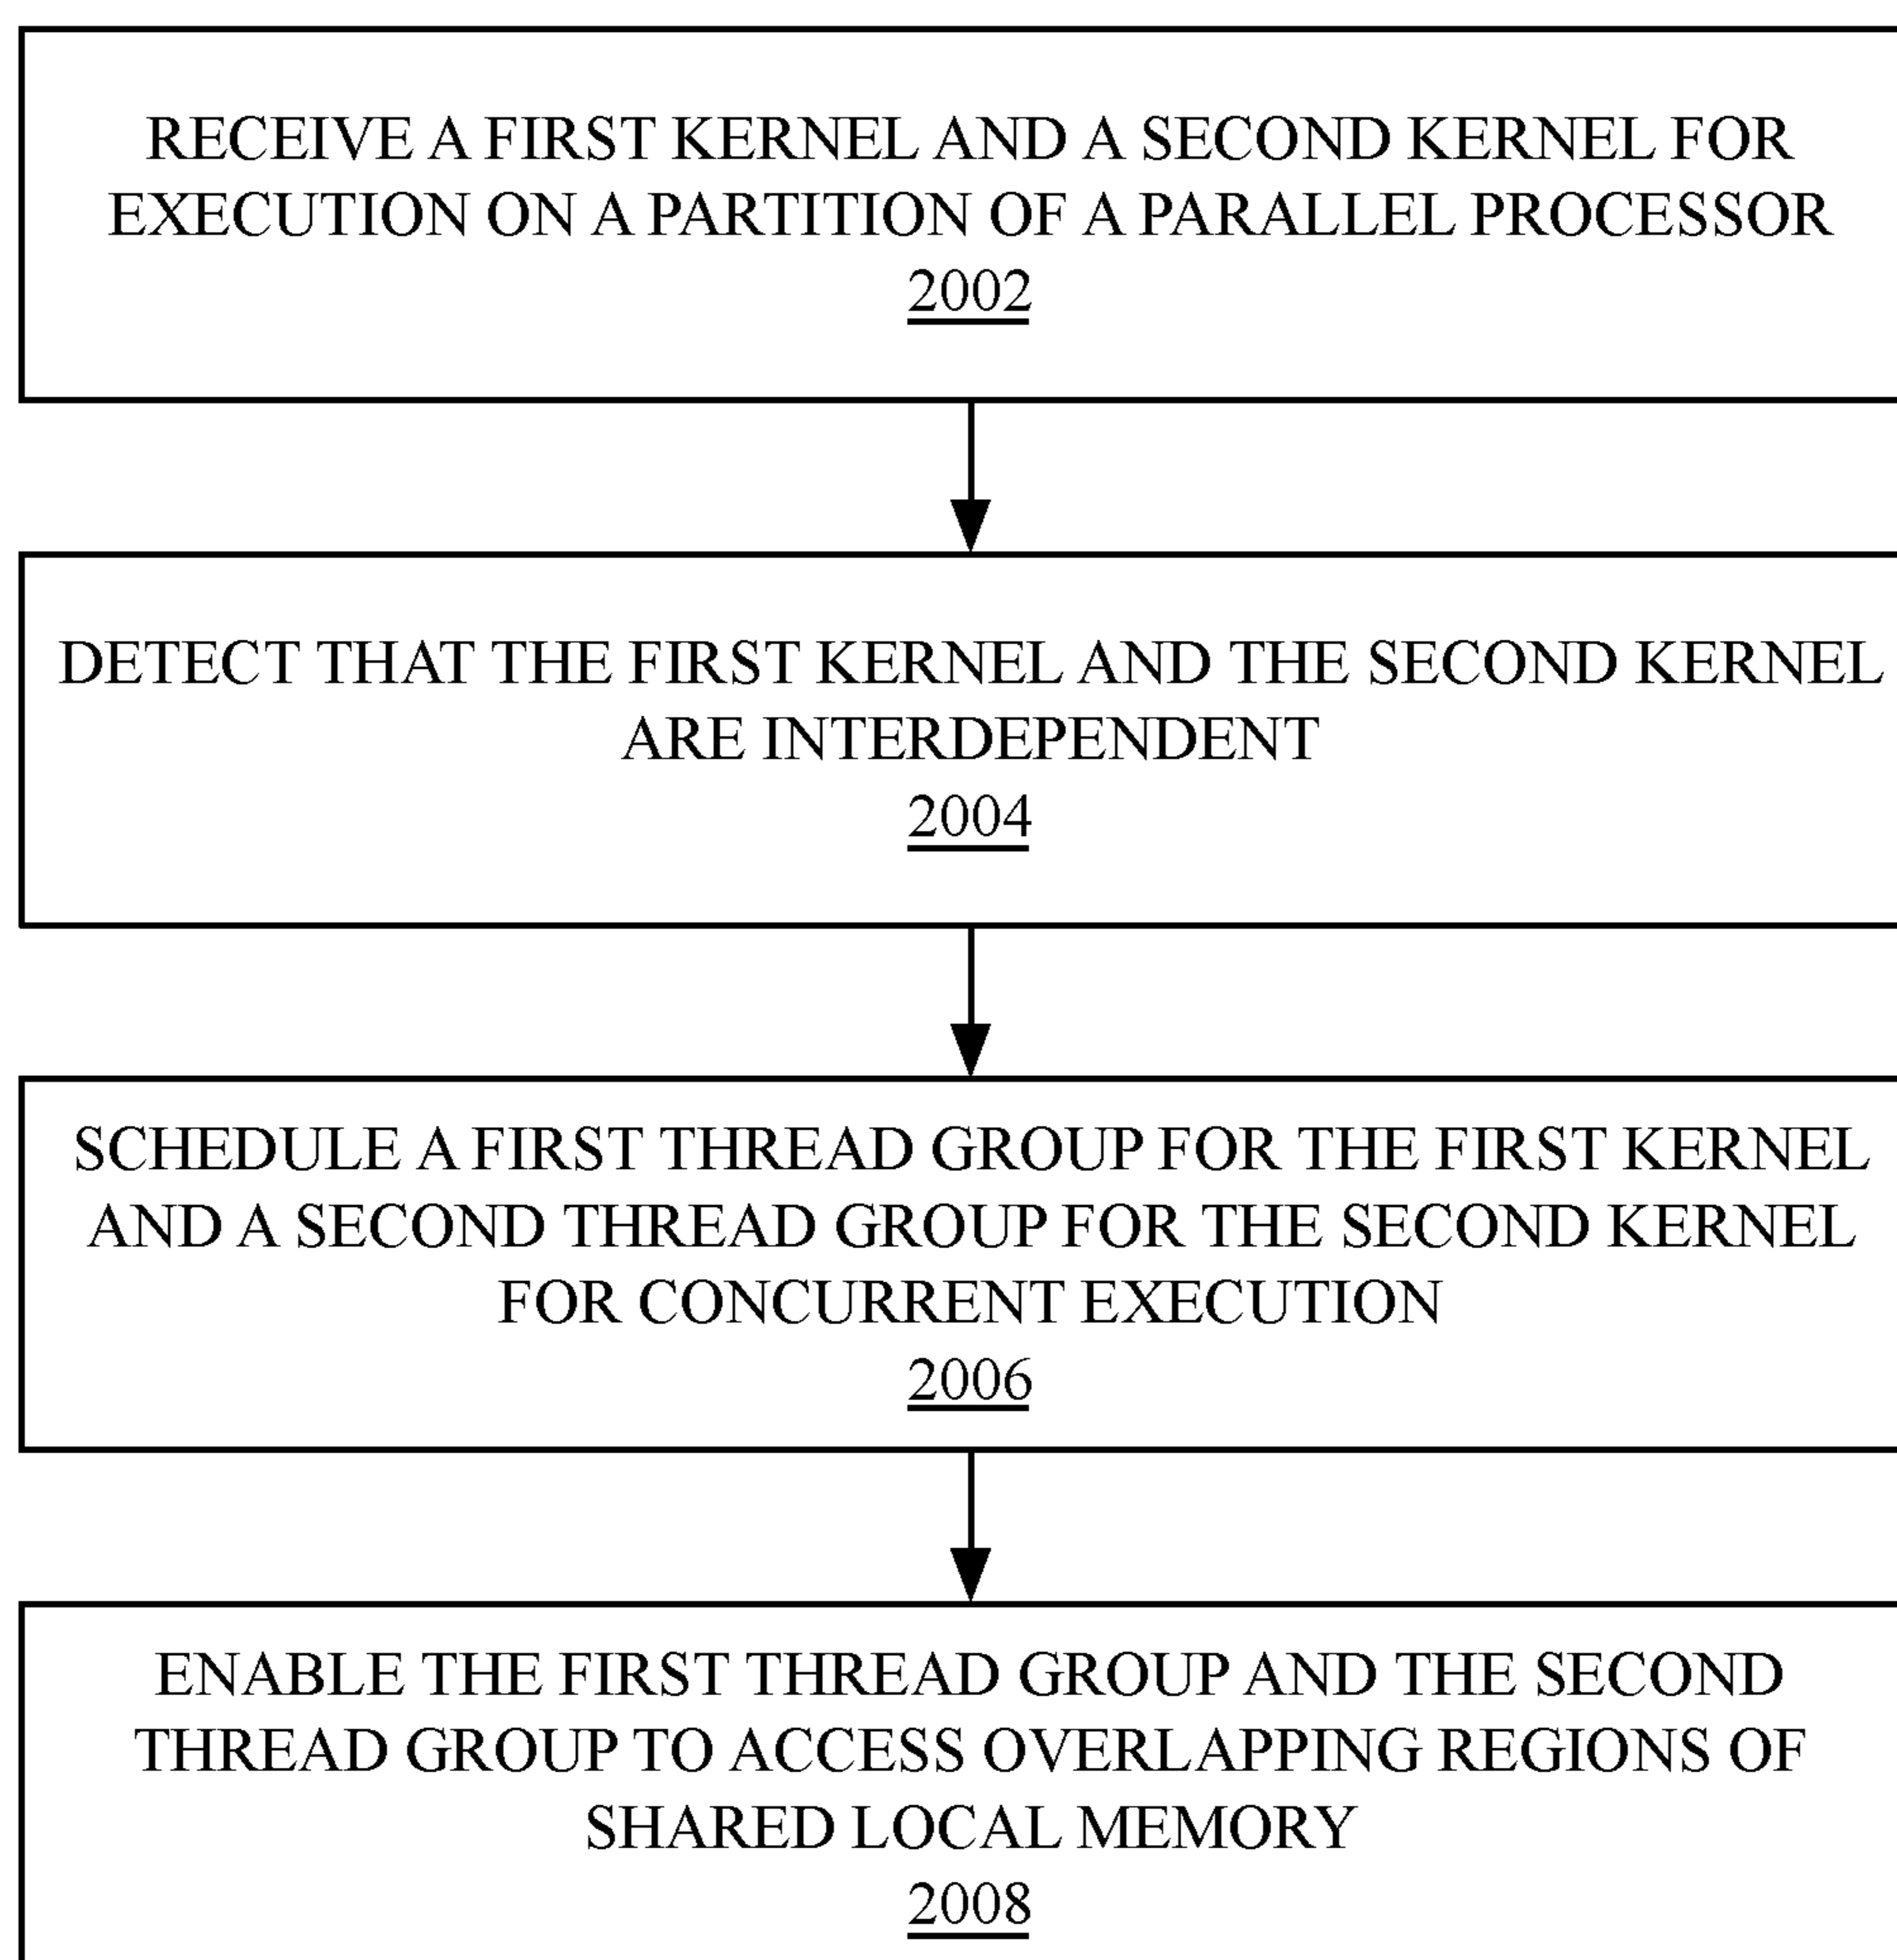 RECEIVE A FIRST KERNEL AND A SECOND KERNEL FOR
EXECUTION ON A PARTITION OF A PARALLEL PROCESSOR
2002
DETECT THAT THE FIRST KERNEL AND THE SECOND KERNEL
ARE INTERDEPENDENT
2004
SCHEDULE A FIRST THREAD GROUP FOR THE FIRST KERNEL
AND A SECOND THREAD GROUP FOR THE SECOND KERNEL
FOR CONCURRENT EXECUTION
2006
ENABLE THE FIRST THREAD GROUP AND THE SECOND
THREAD GROUP TO ACCESS OVERLAPPING REGIONS OF
SHARED LOCAL MEMORY
2008